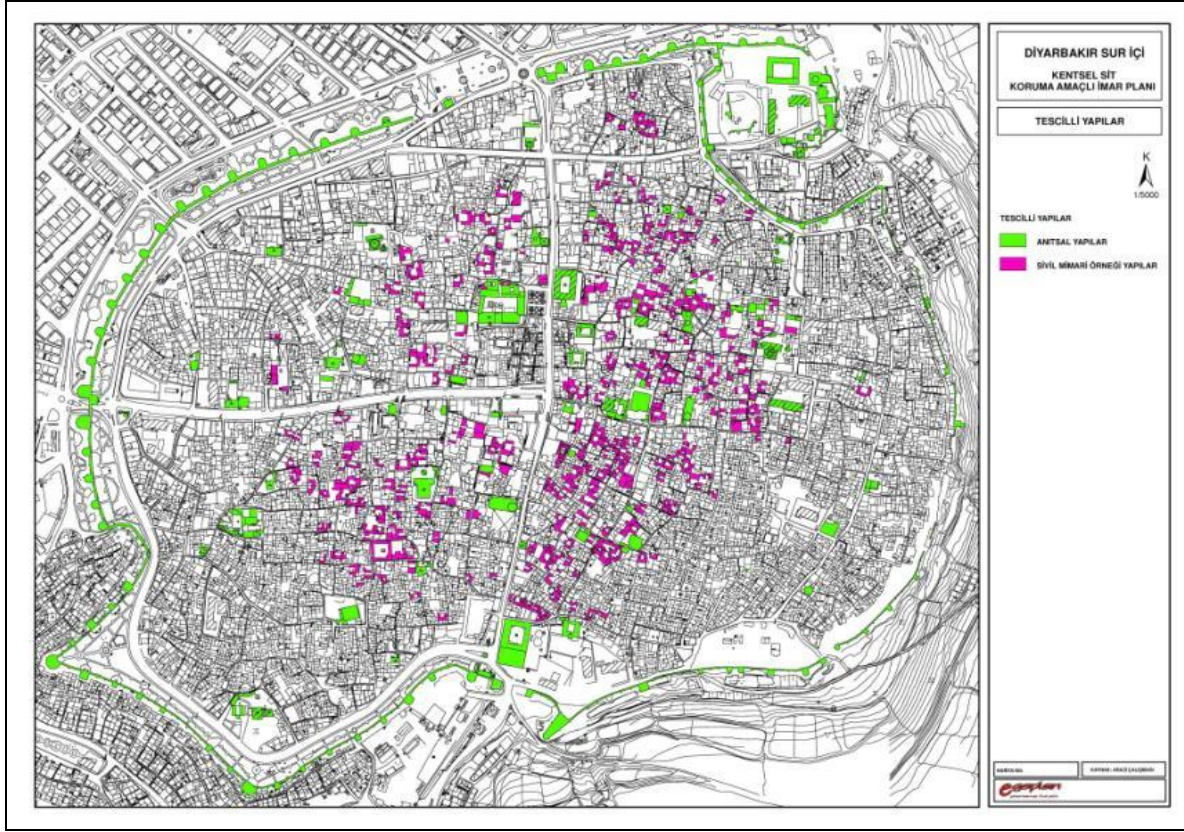 DİYARBAKIR SUR İÇİ
KENTSEL SİT
KORUMA AMAÇLI İMAR PLANI
TESCİLLİ YAPILAR
K
1/5000
TESCİLLİ YAPILAR
ANITSAL YAPILAR
SİVİL MİMARİ ÖRNEĞİ YAPILAR
egeplan